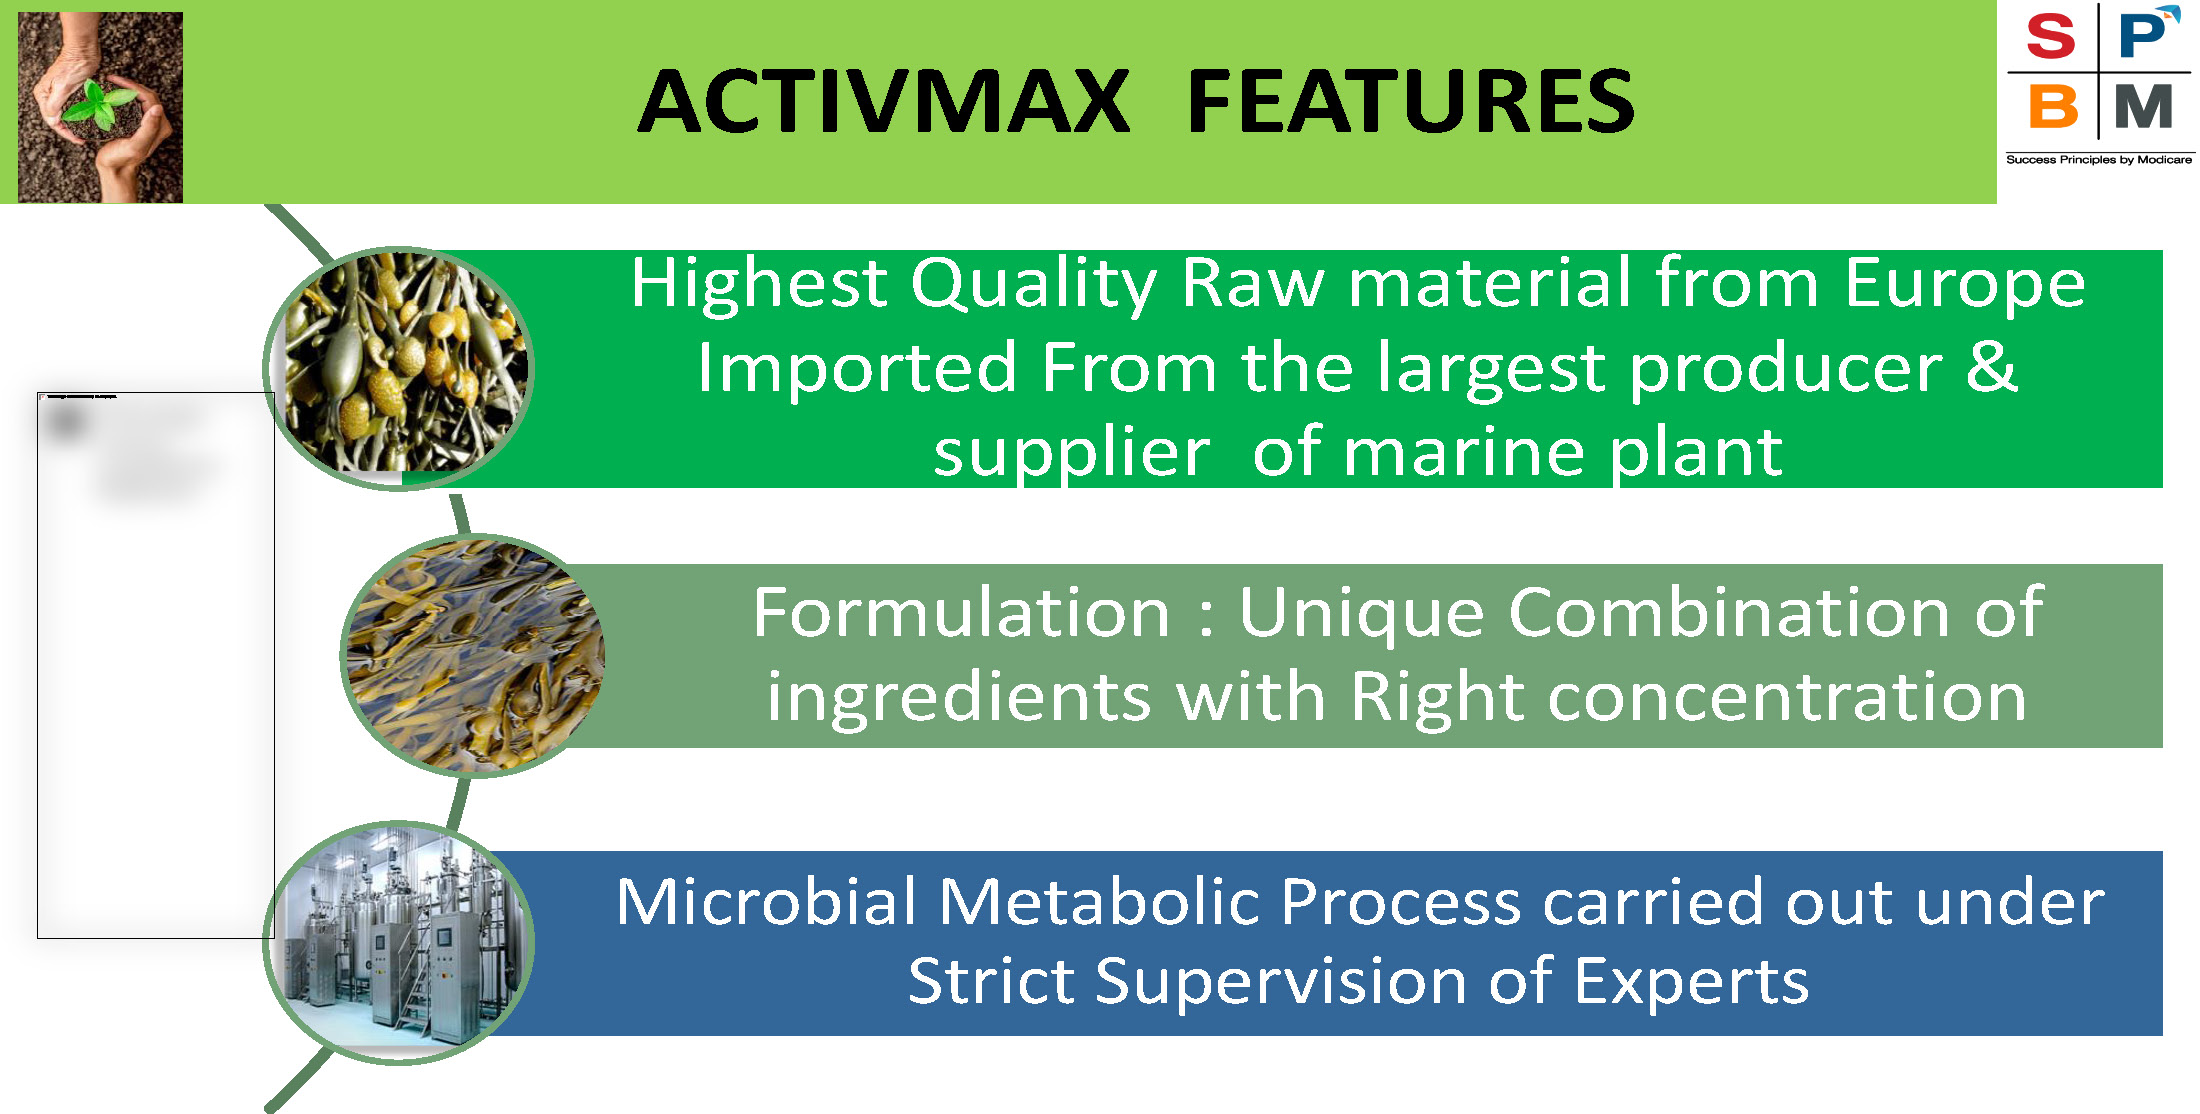 ACTIVMAX  FEATURES
S P
B M
Success Principles by Modicare
Highest Quality Raw material from Europe
Imported From the largest producer &
supplier  of marine plant
Formulation : Unique Combination of
ingredients with Right concentration
Microbial Metabolic Process carried out under
Strict Supervision of Experts